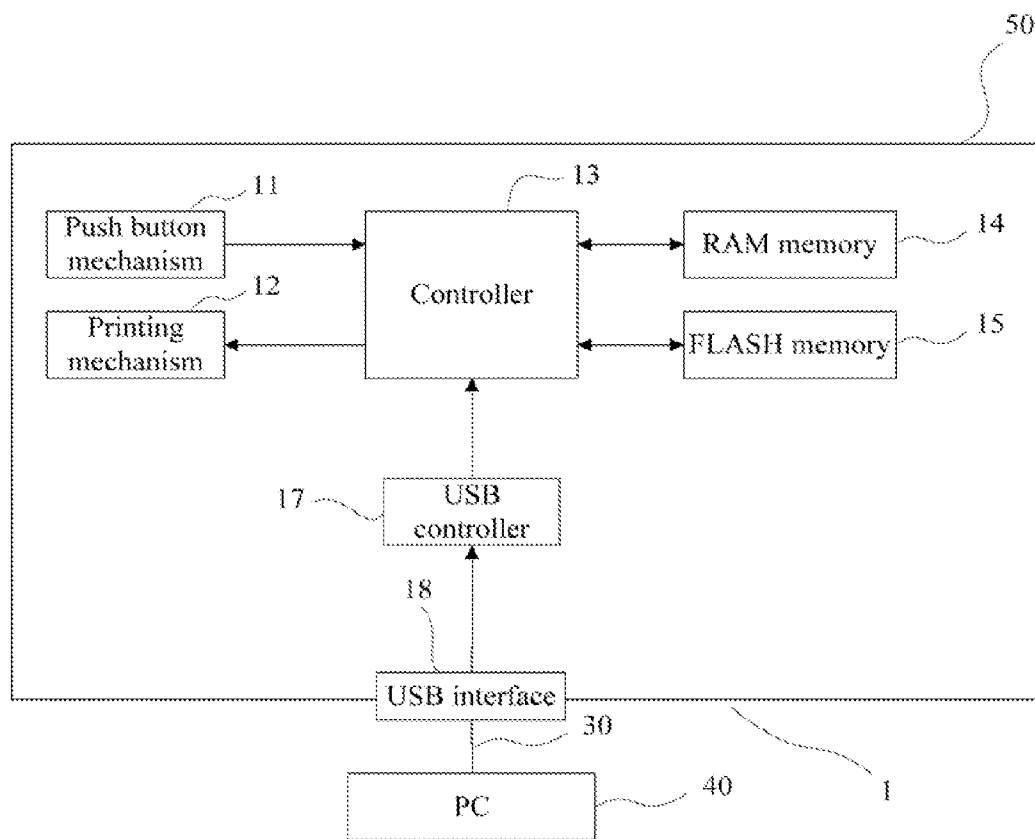 50
11
Push button
mechanism
12
Printing
mechanism
13
Controller
RAM memory
14
FLASH memory
15
17
USB
controller
18
USB interface
30
1
PC
40